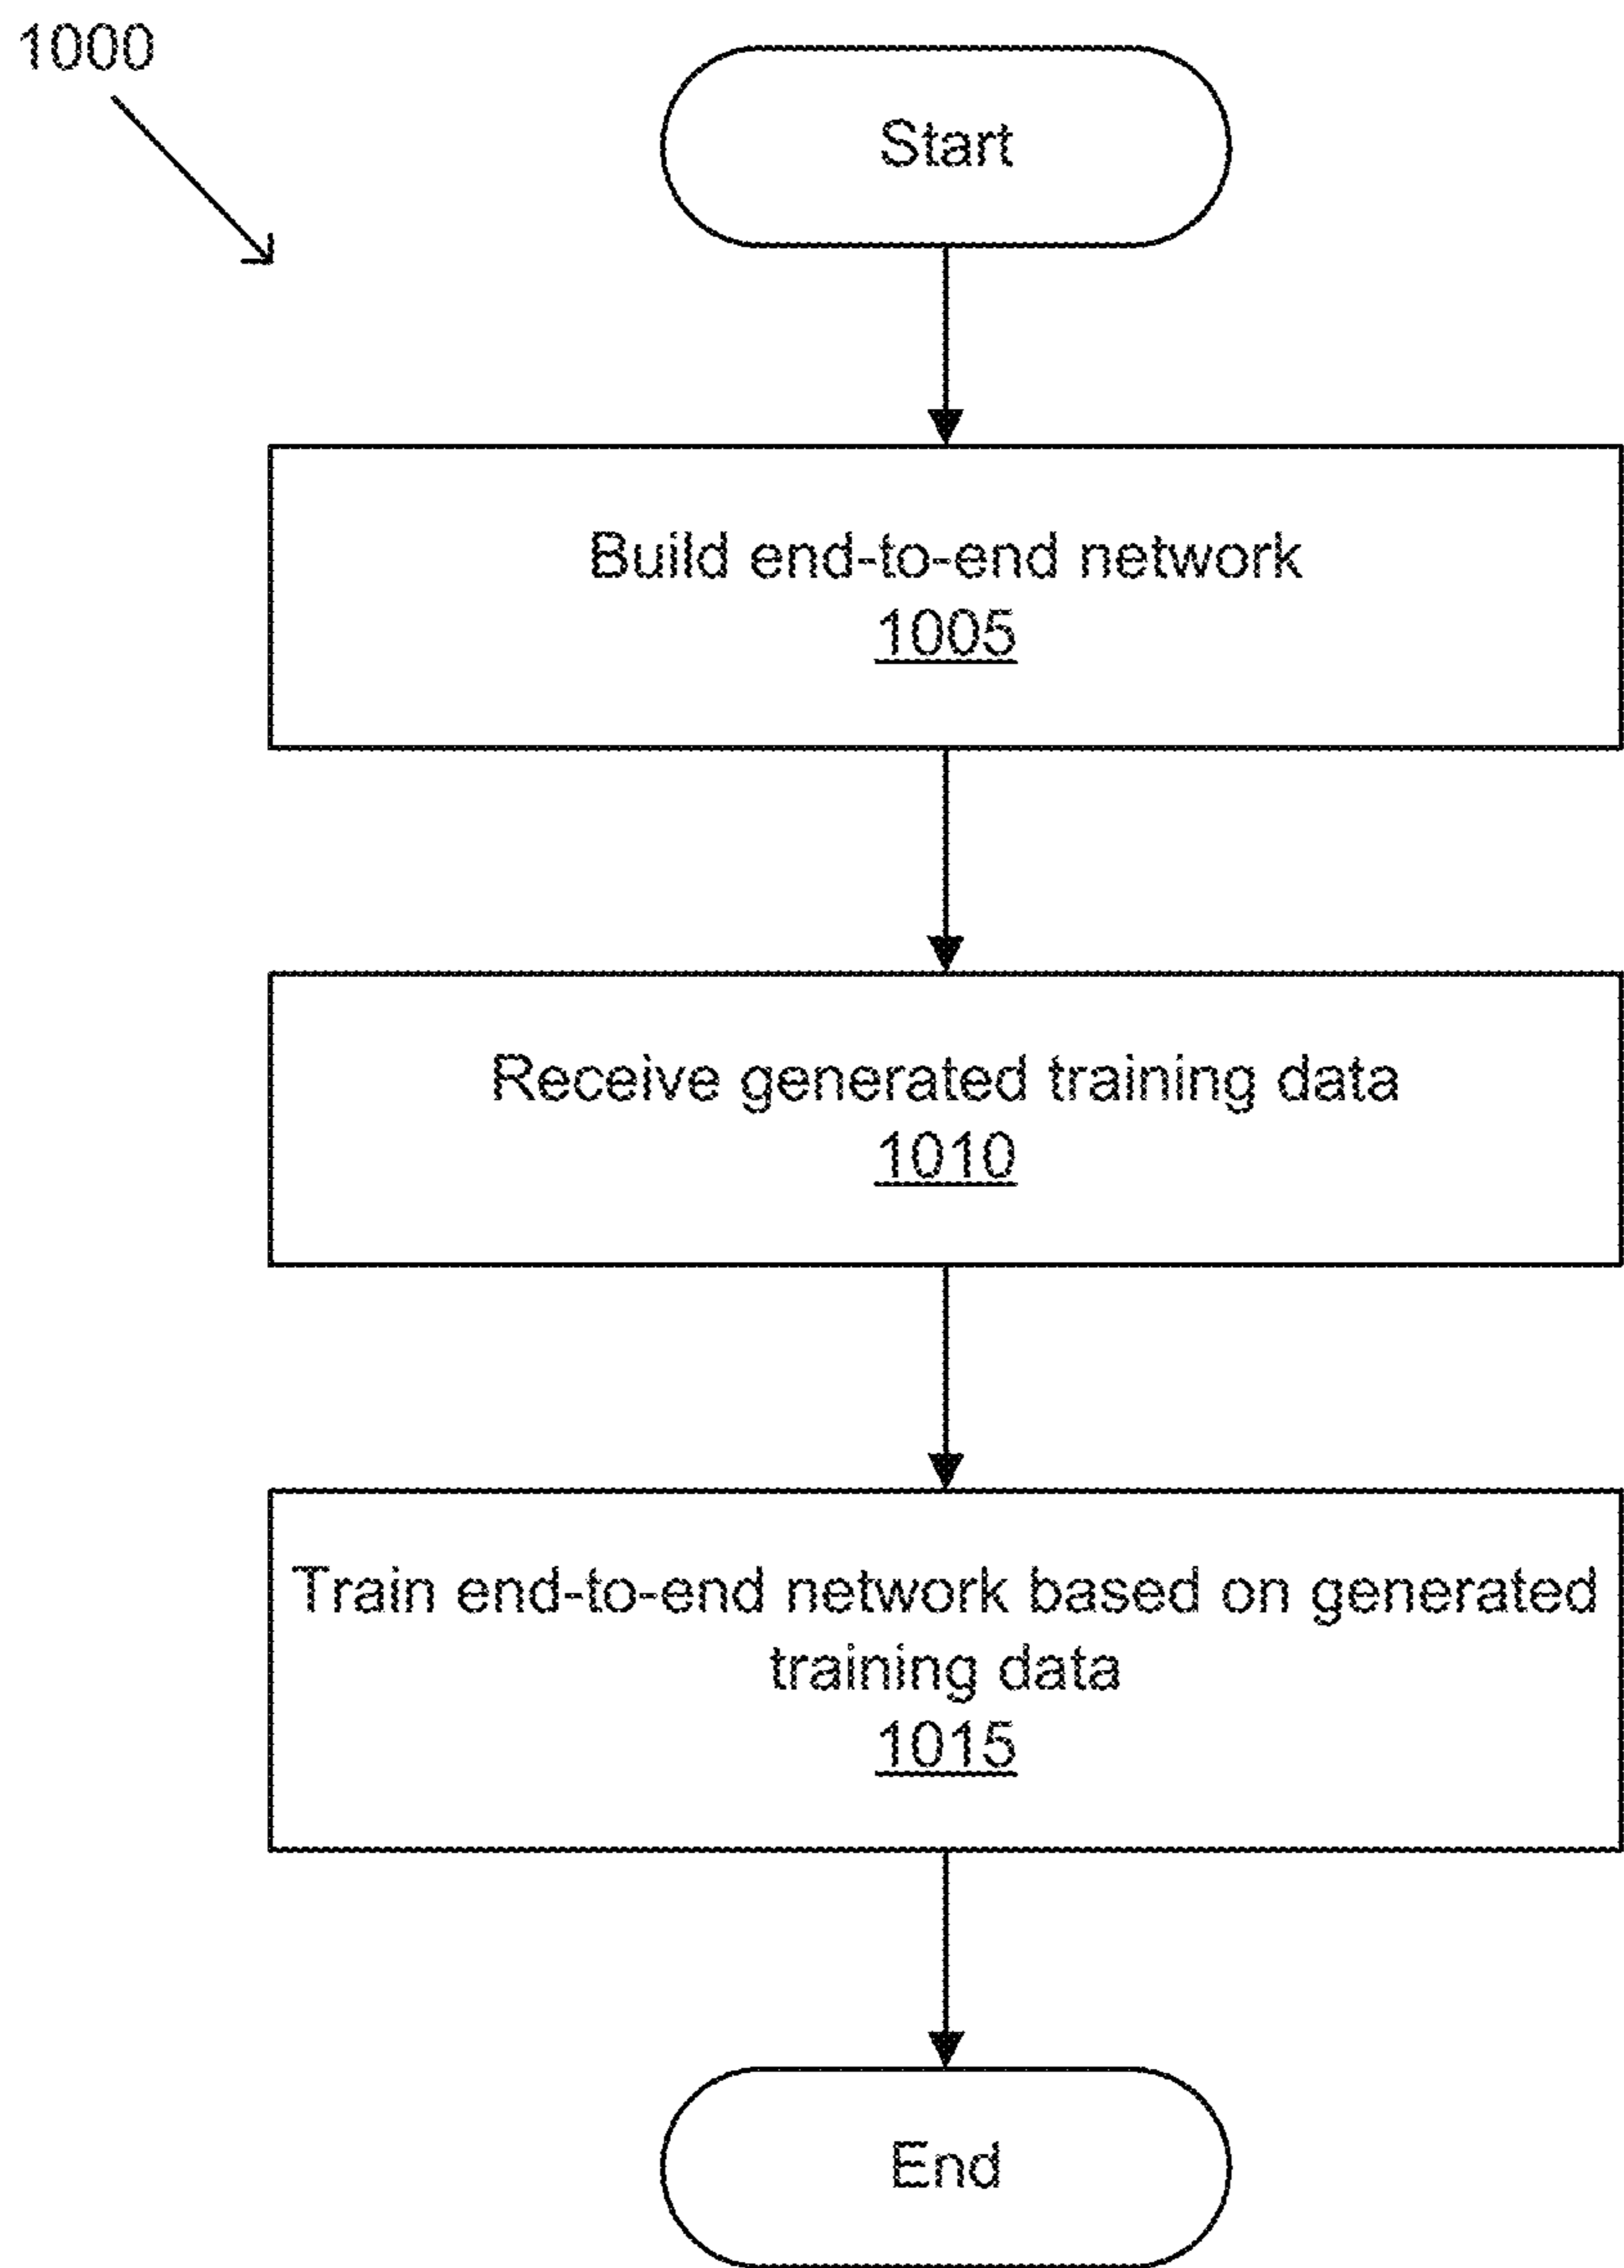 1000
Start
Build end-to-end network
1005
Receive generated training data
1010
Train end-to-end network based on generated
training data
1015
End